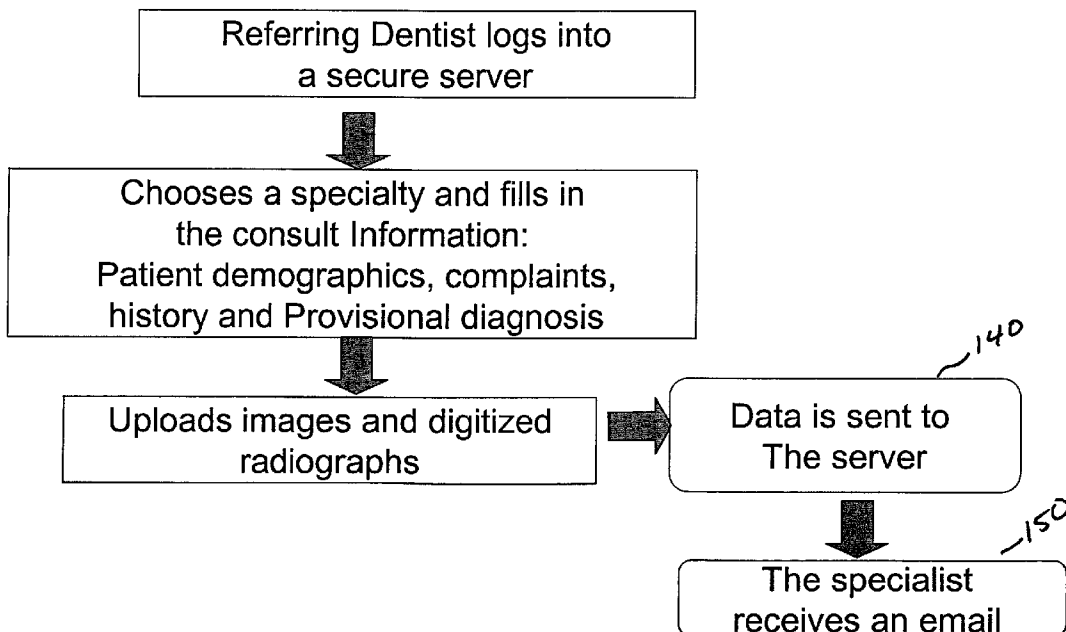 Referring Dentist logs into
a secure server
Chooses a specialty and fills in
the consult Information:
Patient demographics, complaints,
history and Provisional diagnosis
Uploads images and digitized
radiographs
140
Data is sent to
The server
150
The specialist
receives an email